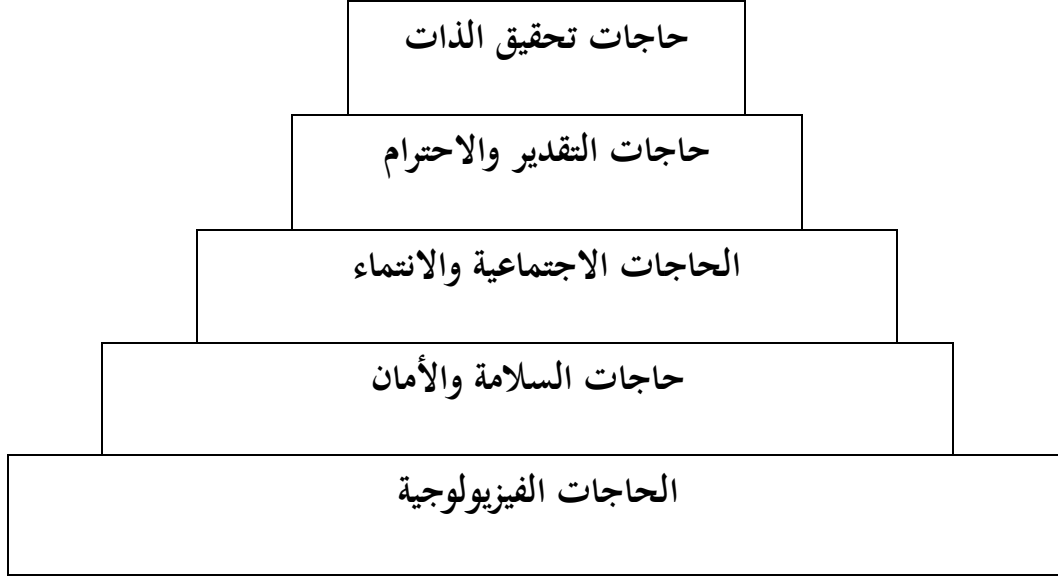 حاجات تحقيق الذات
حاجات التقدير والاحترام
الحاجات الاجتماعية والانتماء
حاجات السلامة والأمان
الحاجات الفيزيولوجية